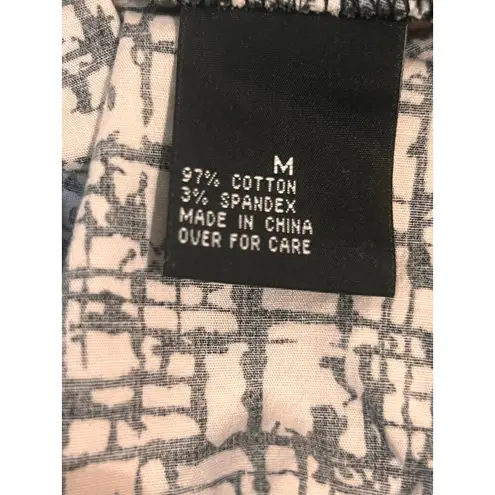 M
97% COTTON
3% SPANDEX
MADE IN CHINA
OVER FOR CARE